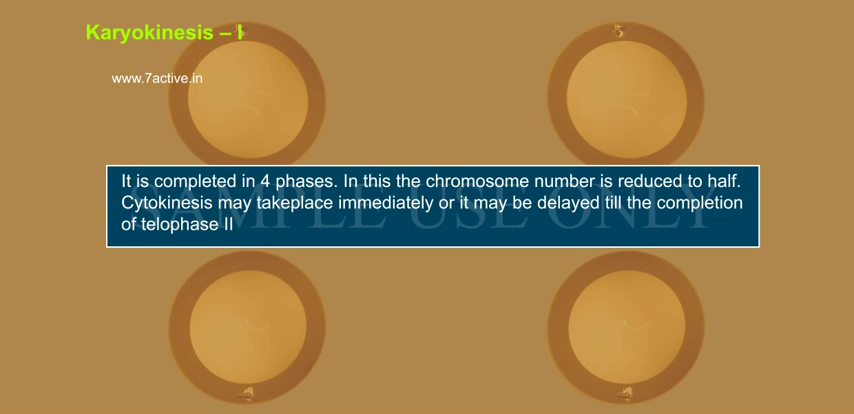 Karyokinesis – I
www.7active.in
It is completed in 4 phases. In this the chromosome number is reduced to half.
Cytokinesis may takeplace immediately or it may be delayed till the completion
of telophase II
SAMPLE USE ONLY